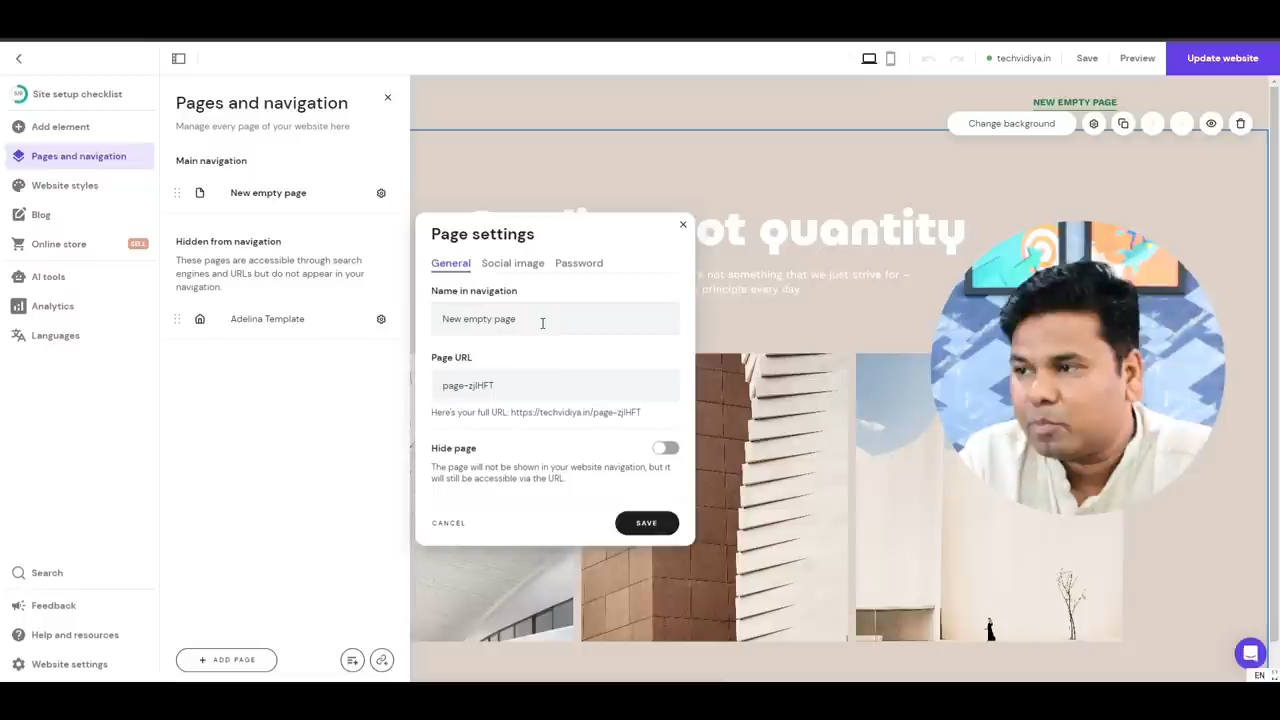 techvidiya.in
Save
Preview
Update website
Site setup checklist
Add element
Pages and navigation
Website styles
Blog
Online store
SELL
AI tools
Analytics
Languages
Search
Feedback
Help and resources
Website settings
Pages and navigation
Manage every page of your website here
Main navigation
New empty page
Hidden from navigation
These pages are accessible through search
engines and URLs but do not appear in your
navigation.
Adelina Template
+ ADD PAGE
NEW EMPTY PAGE
Change background
ot quantity
s not something that we just strive for –
principle every day
Page settings
General
Social image
Password
Name in navigation
New empty page
Page URL
page-zjlHFT
Here's your full URL: https://techvidiya.in/page-zjlHFT
Hide page
The page will not be shown in your website navigation, but it
will still be accessible via the URL.
CANCEL
SAVE
EN